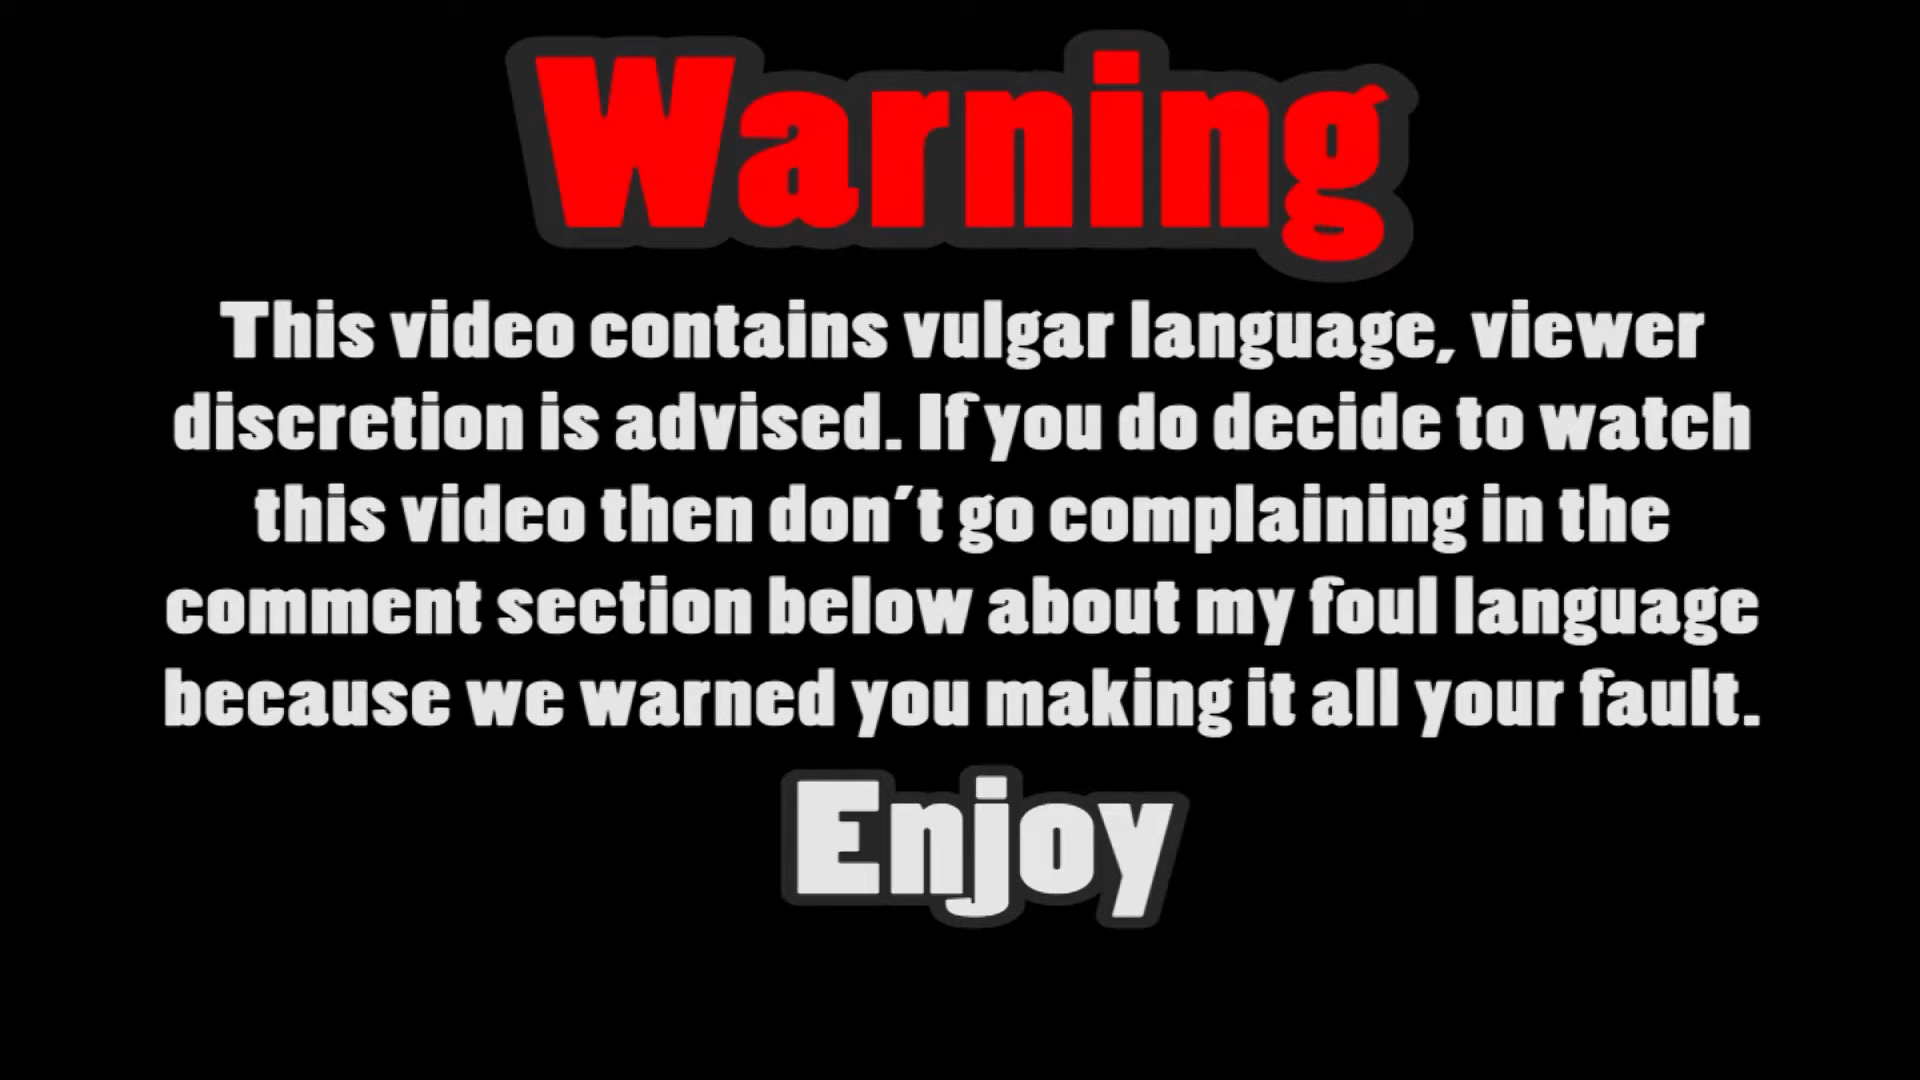 Warning
This video contains vulgar language, viewer
discretion is advised. If you do decide to watch
this video then don't go complaining in the
comment section below about my foul language
because we warned you making it all your fault.
Enjoy